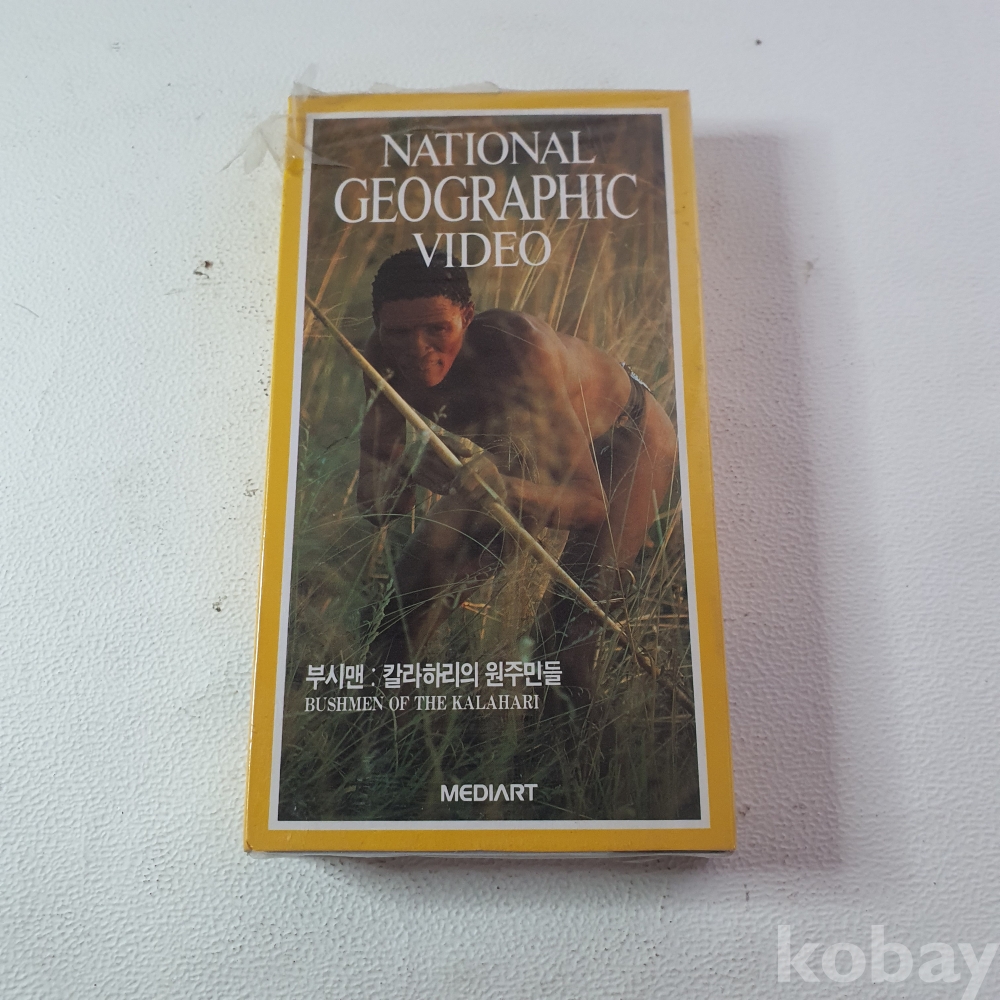 NATIONAL
GEOGRAPHIC
VIDEO
부시맨 : 칼라하리의 원주민들
BUSHMEN OF THE KALAHARI
MEDIART
kobay